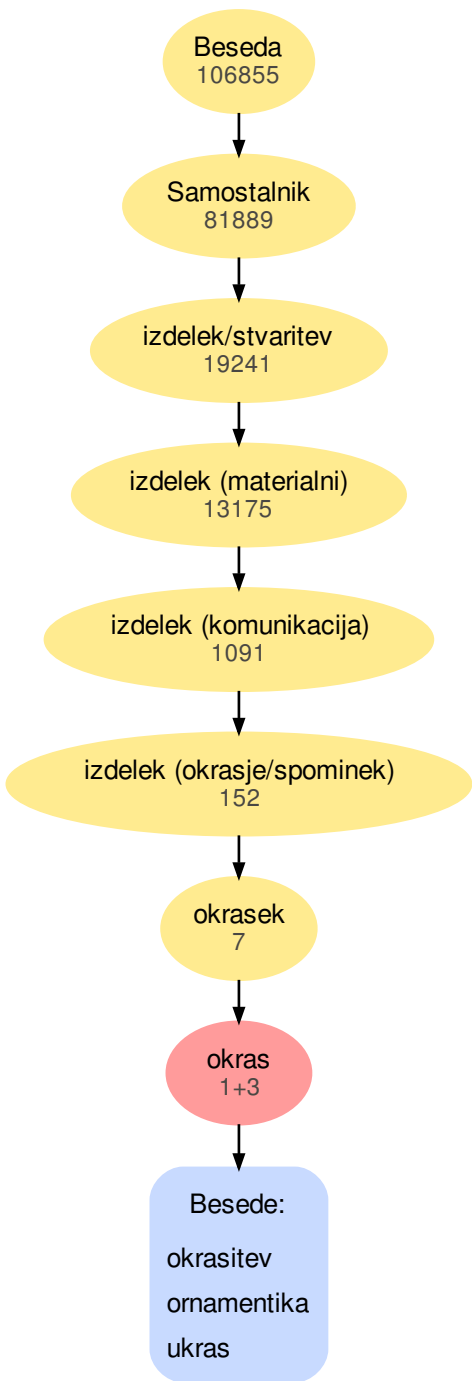 Beseda
106855
Samostalnik
81889
izdelek/stvaritev
19241
izdelek (materialni)
13175
izdelek (komunikacija)
1091
izdelek (okrasje/spominek)
152
okrasek
7
okras
1+3
Besede:
okrasitev
ornamentika
ukras